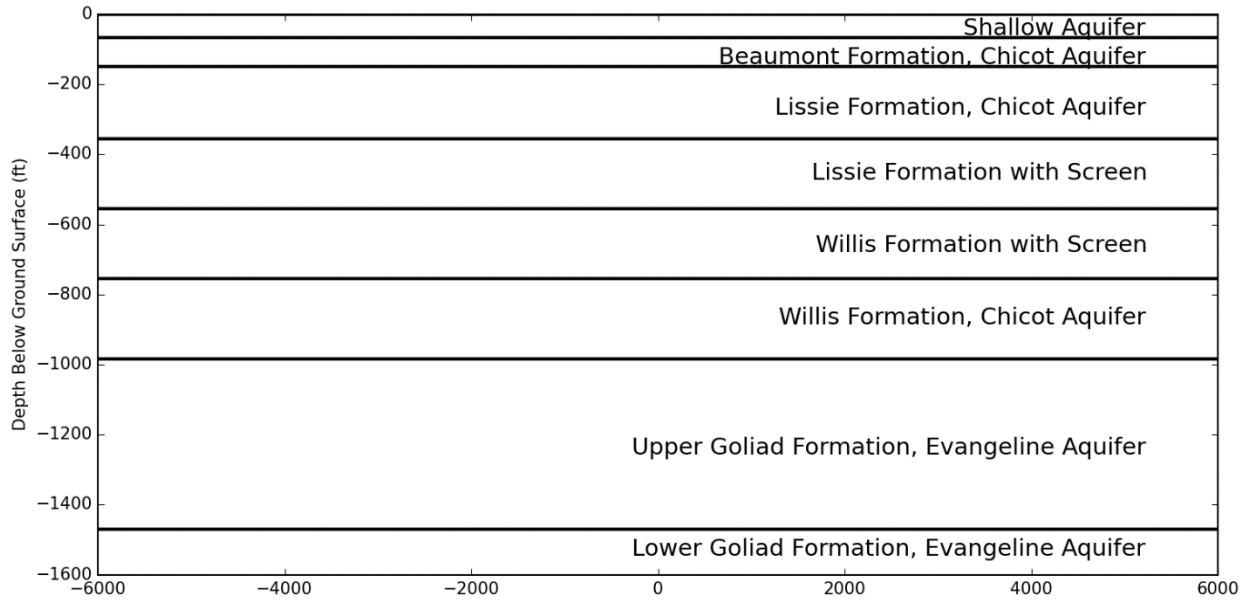 0
Shallow Aquifer
Beaumont Formation, Chicot Aquifer
−200
Lissie Formation, Chicot Aquifer
−400
Lissie Formation with Screen
−600
Willis Formation with Screen
−800
Willis Formation, Chicot Aquifer
−1000
−1200
Upper Goliad Formation, Evangeline Aquifer
−1400
Lower Goliad Formation, Evangeline Aquifer
−1600
Depth Below Ground Surface (ft)
−6000 −4000 −2000 0 2000 4000 6000